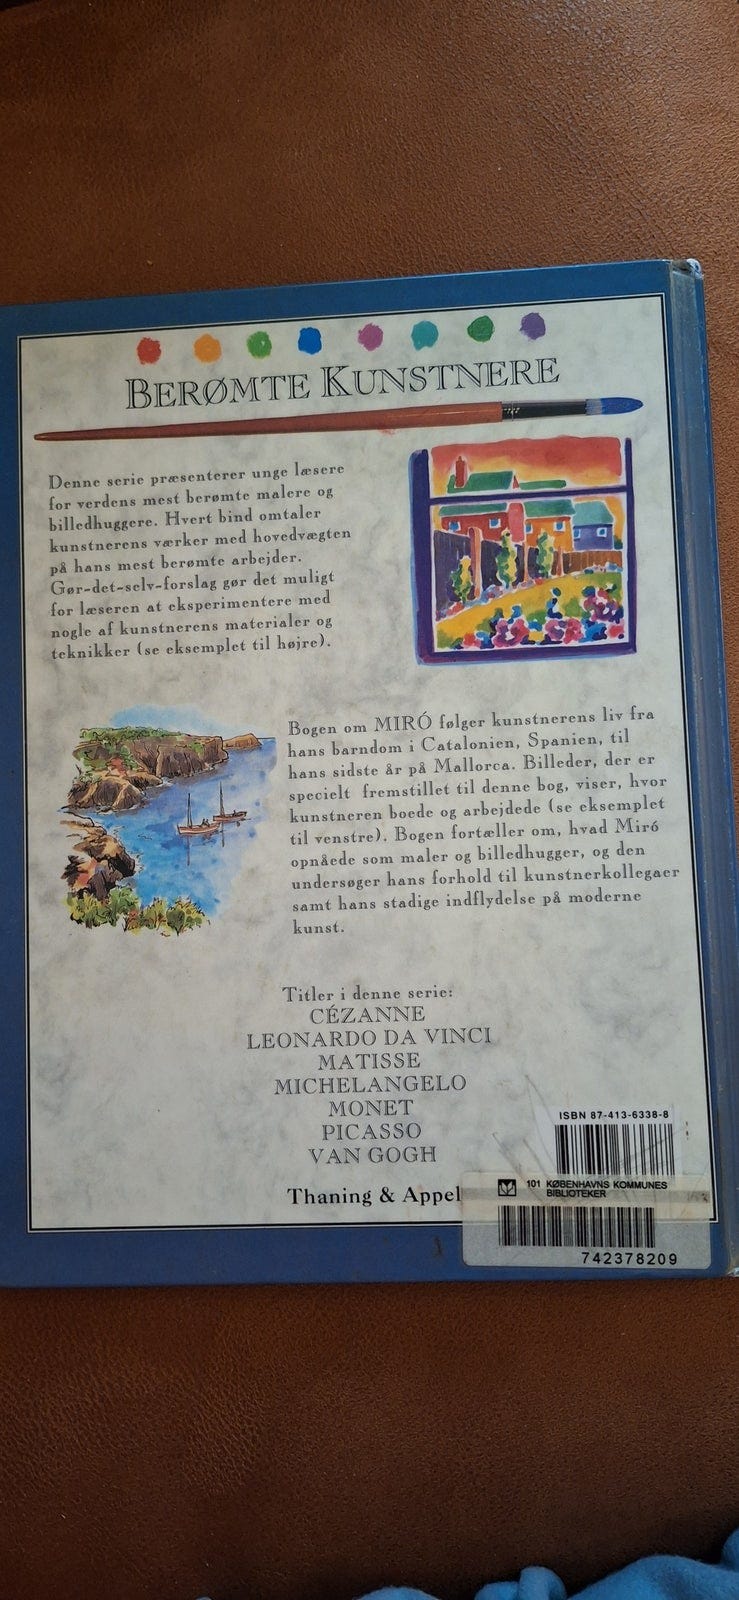 BERØMTE KUNSTNERE
Denne serie præsenterer unge læsere
for verdens mest berømte malere og
billedhuggere. Hvert bind omtaler
kunstnerens værker med hovedvægten
på hans mest berømte arbejder.
Gør-det-selv-forslag gør det muligt
for læseren at eksperimentere med
nogle af kunstnerens materialer og
teknikker (se eksemplet til højre).
Bogen om MIRÓ følger kunstnerens liv fra
hans barndom i Catalonien, Spanien, til
hans sidste år på Mallorca. Billeder, der er
specielt fremstillet til denne bog, viser, hvor
kunstneren boede og arbejdede (se eksemplet
til venstre). Bogen fortæller om, hvad Miró
opnåede som maler og billedhugger, og den
undersøger hans forhold til kunstnerkollegaer
samt hans stadige indflydelse på moderne
kunst.
Titler i denne serie:
CÉZANNE
LEONARDO DA VINCI
MATISSE
MICHELANGELO
MONET
PICASSO
VAN GOGH
Thaning & Appel
ISBN 87-413-6338-8
101 KØBENHAVNS KOMMUNES
BIBLIOTEKER
742378209